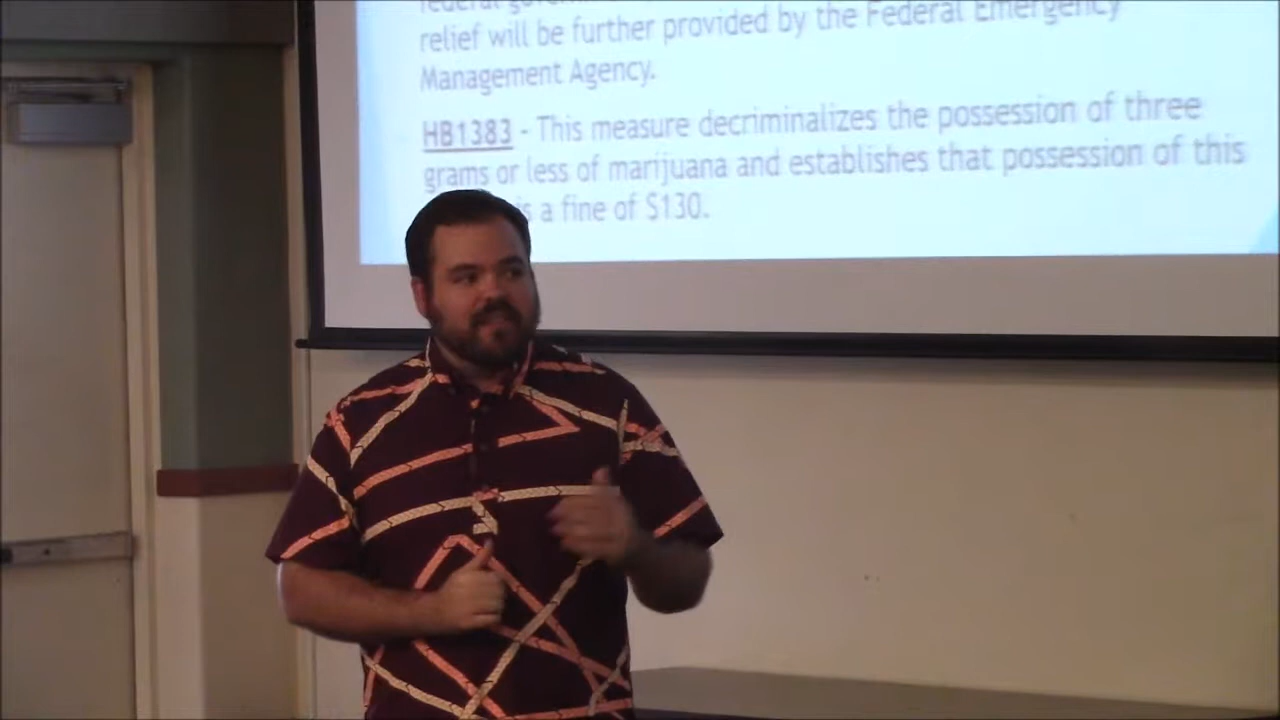 federal
relief will be further provided by the Federal Emergency
Management Agency.
HB1383 - This measure decriminalizes the possession of three
grams or less of marijuana and establishes that possession of this
is a fine of $130.